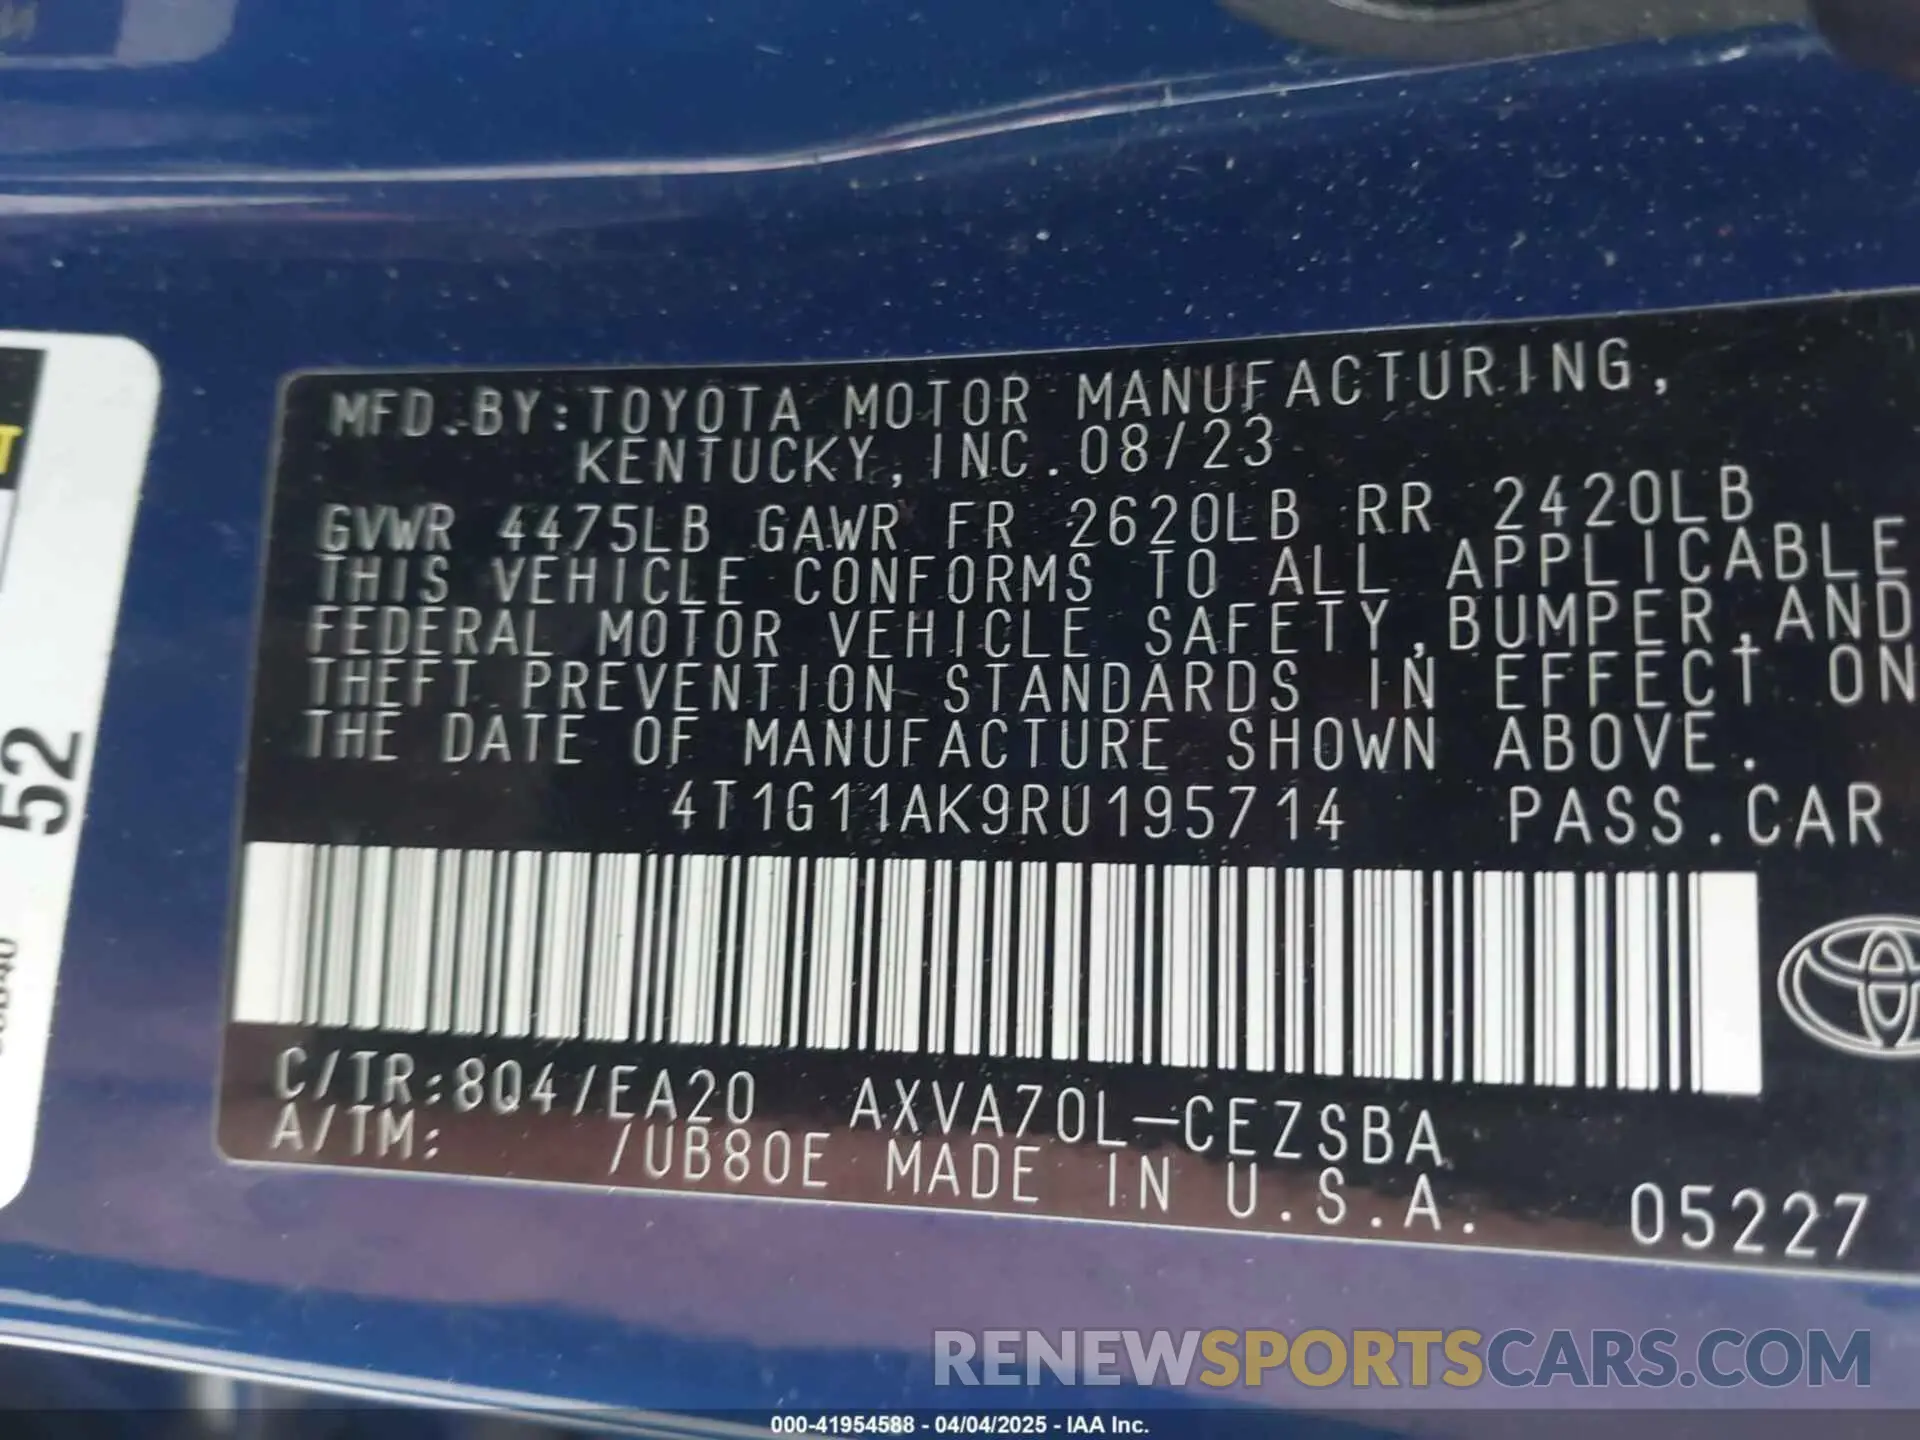 MFD.BY:TOYOTA MOTOR MANUFACTURING,
KENTUCKY,INC.08/23
GVWR 4475LB GAWR FR 2620LB RR 2420LB
THIS VEHICLE CONFORMS TO ALL APPLICABLE
FEDERAL MOTOR VEHICLE SAFETY,BUMPER,AND
THEFT PREVENTION STANDARDS IN EFFECT ON
THE DATE OF MANUFACTURE SHOWN ABOVE.
4T1G11AK9RU195714 PASS.CAR
C/TR:8Q4/EA20 AXVA70L-CEZSBA
A/TM: /UB80E MADE IN U.S.A.
05227
52
RENEWSPORTSCARS.COM
000-41954588 - 04/04/2025 - IAA Inc.